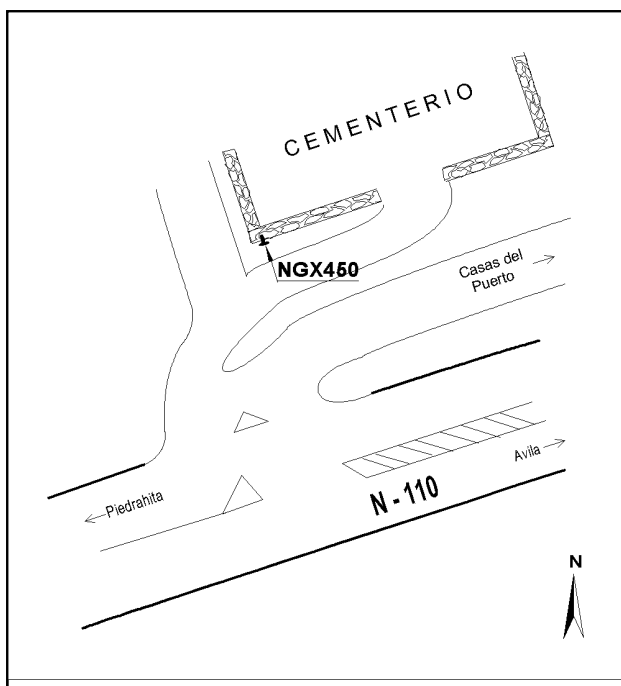 CEMENTERIO
NGX450
Casas del
Puerto
Avila
Piedrahita
N - 110
N